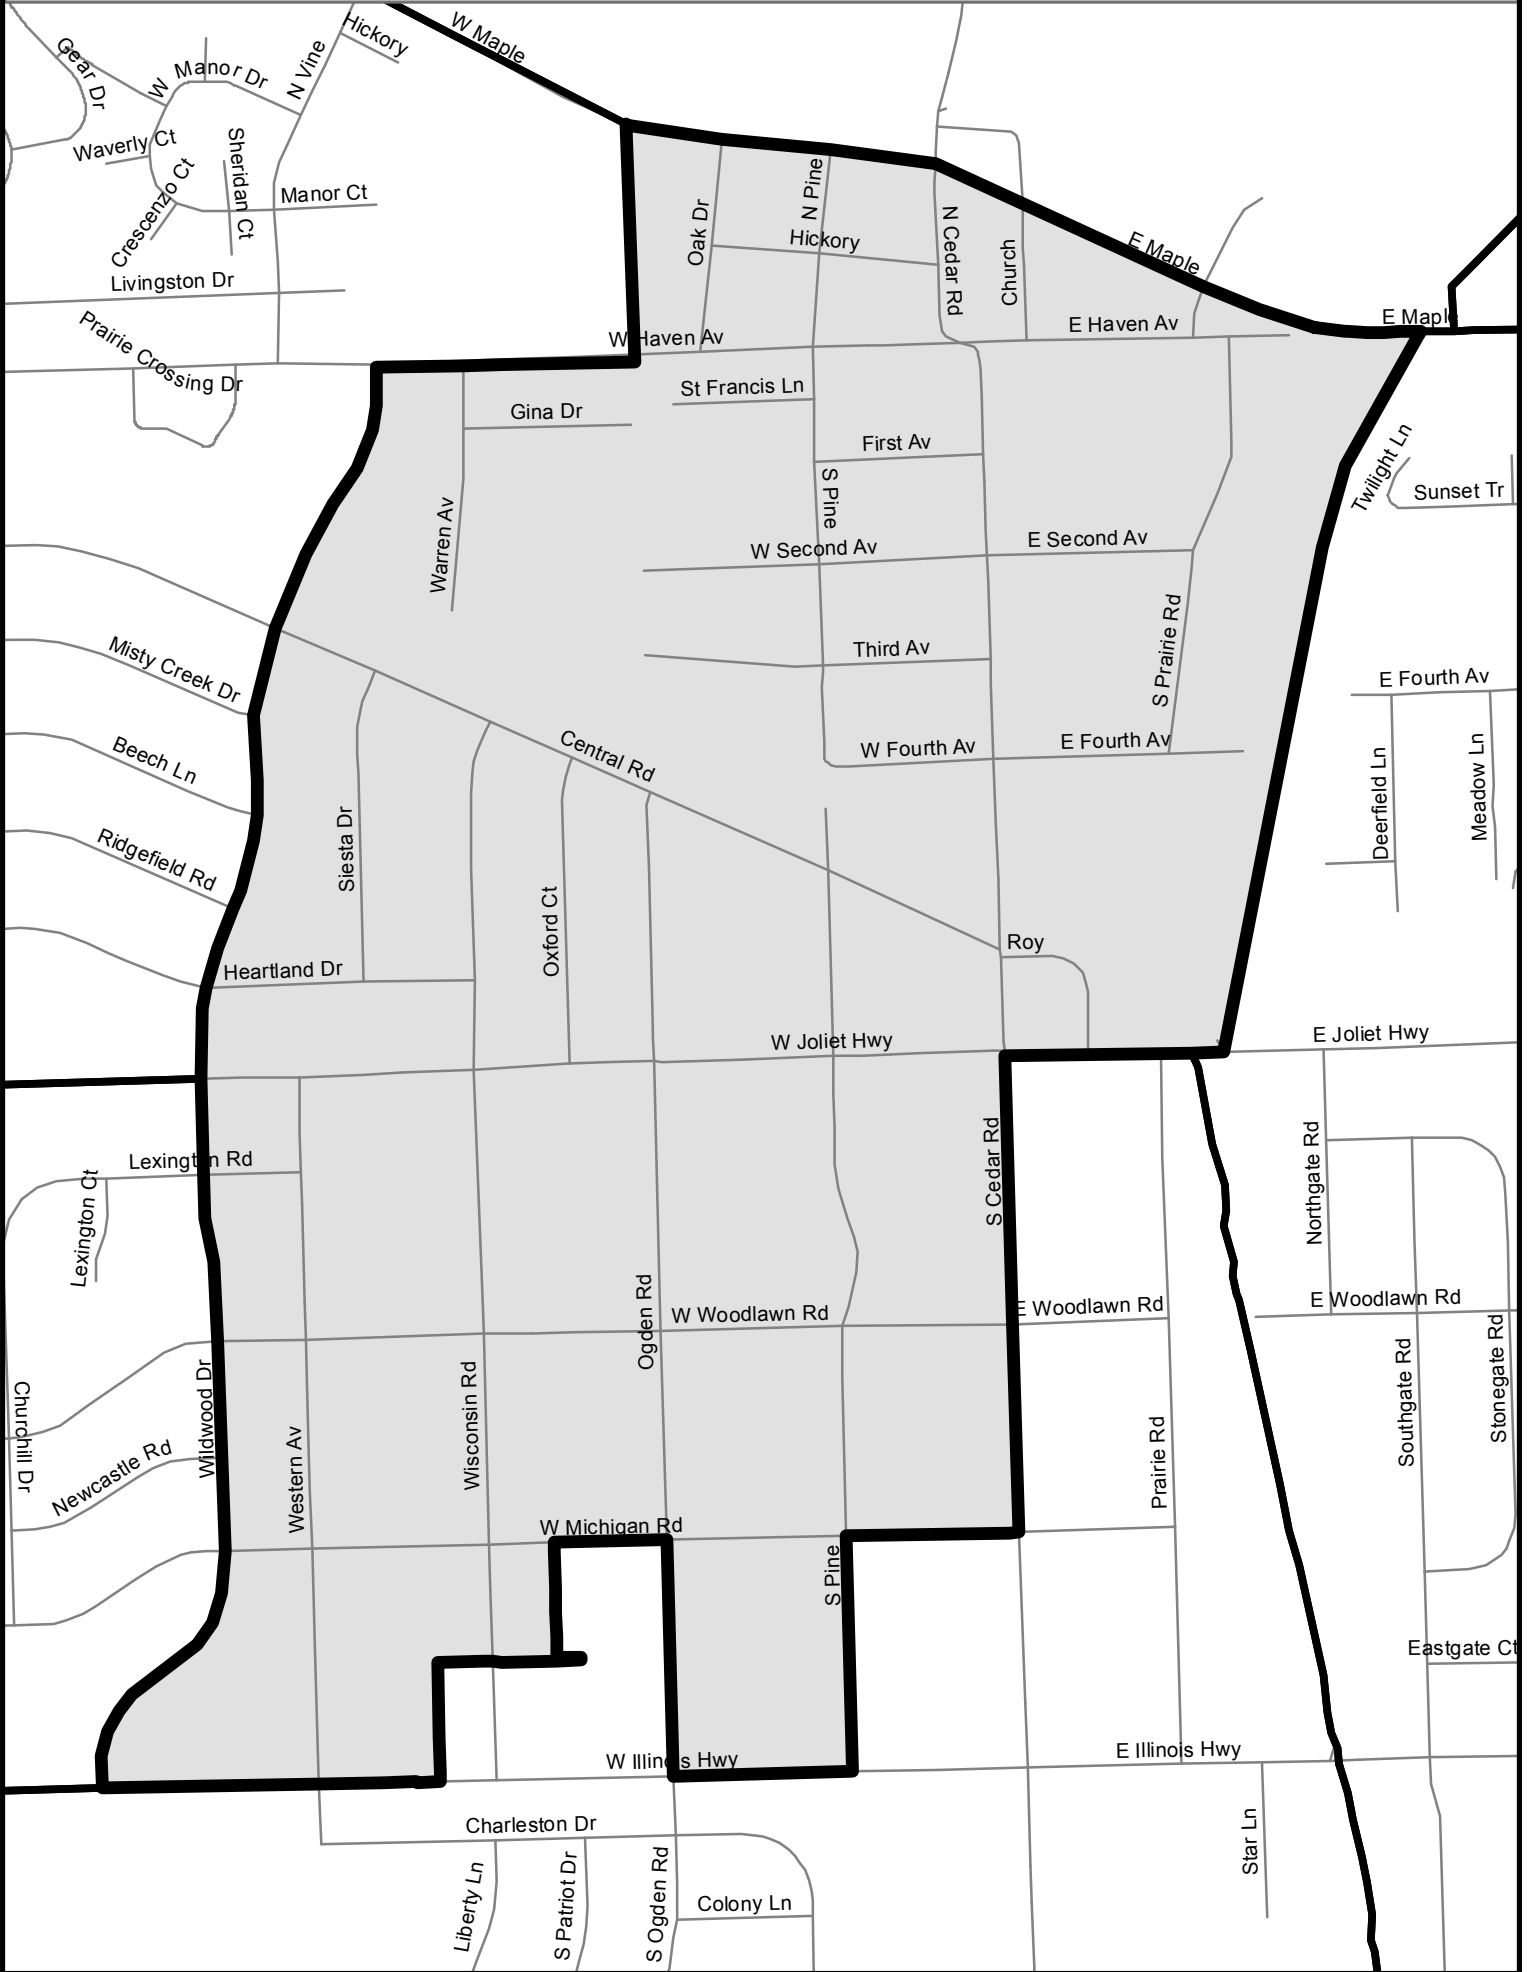 Hickory
W Maple
Gear Dr
W Manor Dr
N Vine
Waverly Ct
Sheridan Ct
Crescenzo Ct
Manor Ct
Livingston Dr
Prairie Crossing Dr
Oak Dr
N Pine
Hickory
N Cedar Rd
Church
E Maple
E Maple
W Haven Av
E Haven Av
St Francis Ln
Gina Dr
First Av
S Pine
Warren Av
W Second Av
E Second Av
Twilight Ln
Sunset Tr
Third Av
S Prairie Rd
Misty Creek Dr
E Fourth Av
W Fourth Av
E Fourth Av
Central Rd
Beech Ln
Deerfield Ln
Meadow Ln
Siesta Dr
Ridgefield Rd
Oxford Ct
Roy
Heartland Dr
W Joliet Hwy
E Joliet Hwy
S Cedar Rd
Northgate Rd
Lexington Rd
Lexington Ct
Ogden Rd
W Woodlawn Rd
E Woodlawn Rd
E Woodlawn Rd
Churchill Dr
Wildwood Dr
Wisconsin Rd
Western Av
Newcastle Rd
Prairie Rd
Southgate Rd
Stonegate Rd
W Michigan Rd
S Pine
Eastgate Ct
W Illinois Hwy
E Illinois Hwy
Charleston Dr
Star Ln
Liberty Ln
S Patriot Dr
S Ogden Rd
Colony Ln